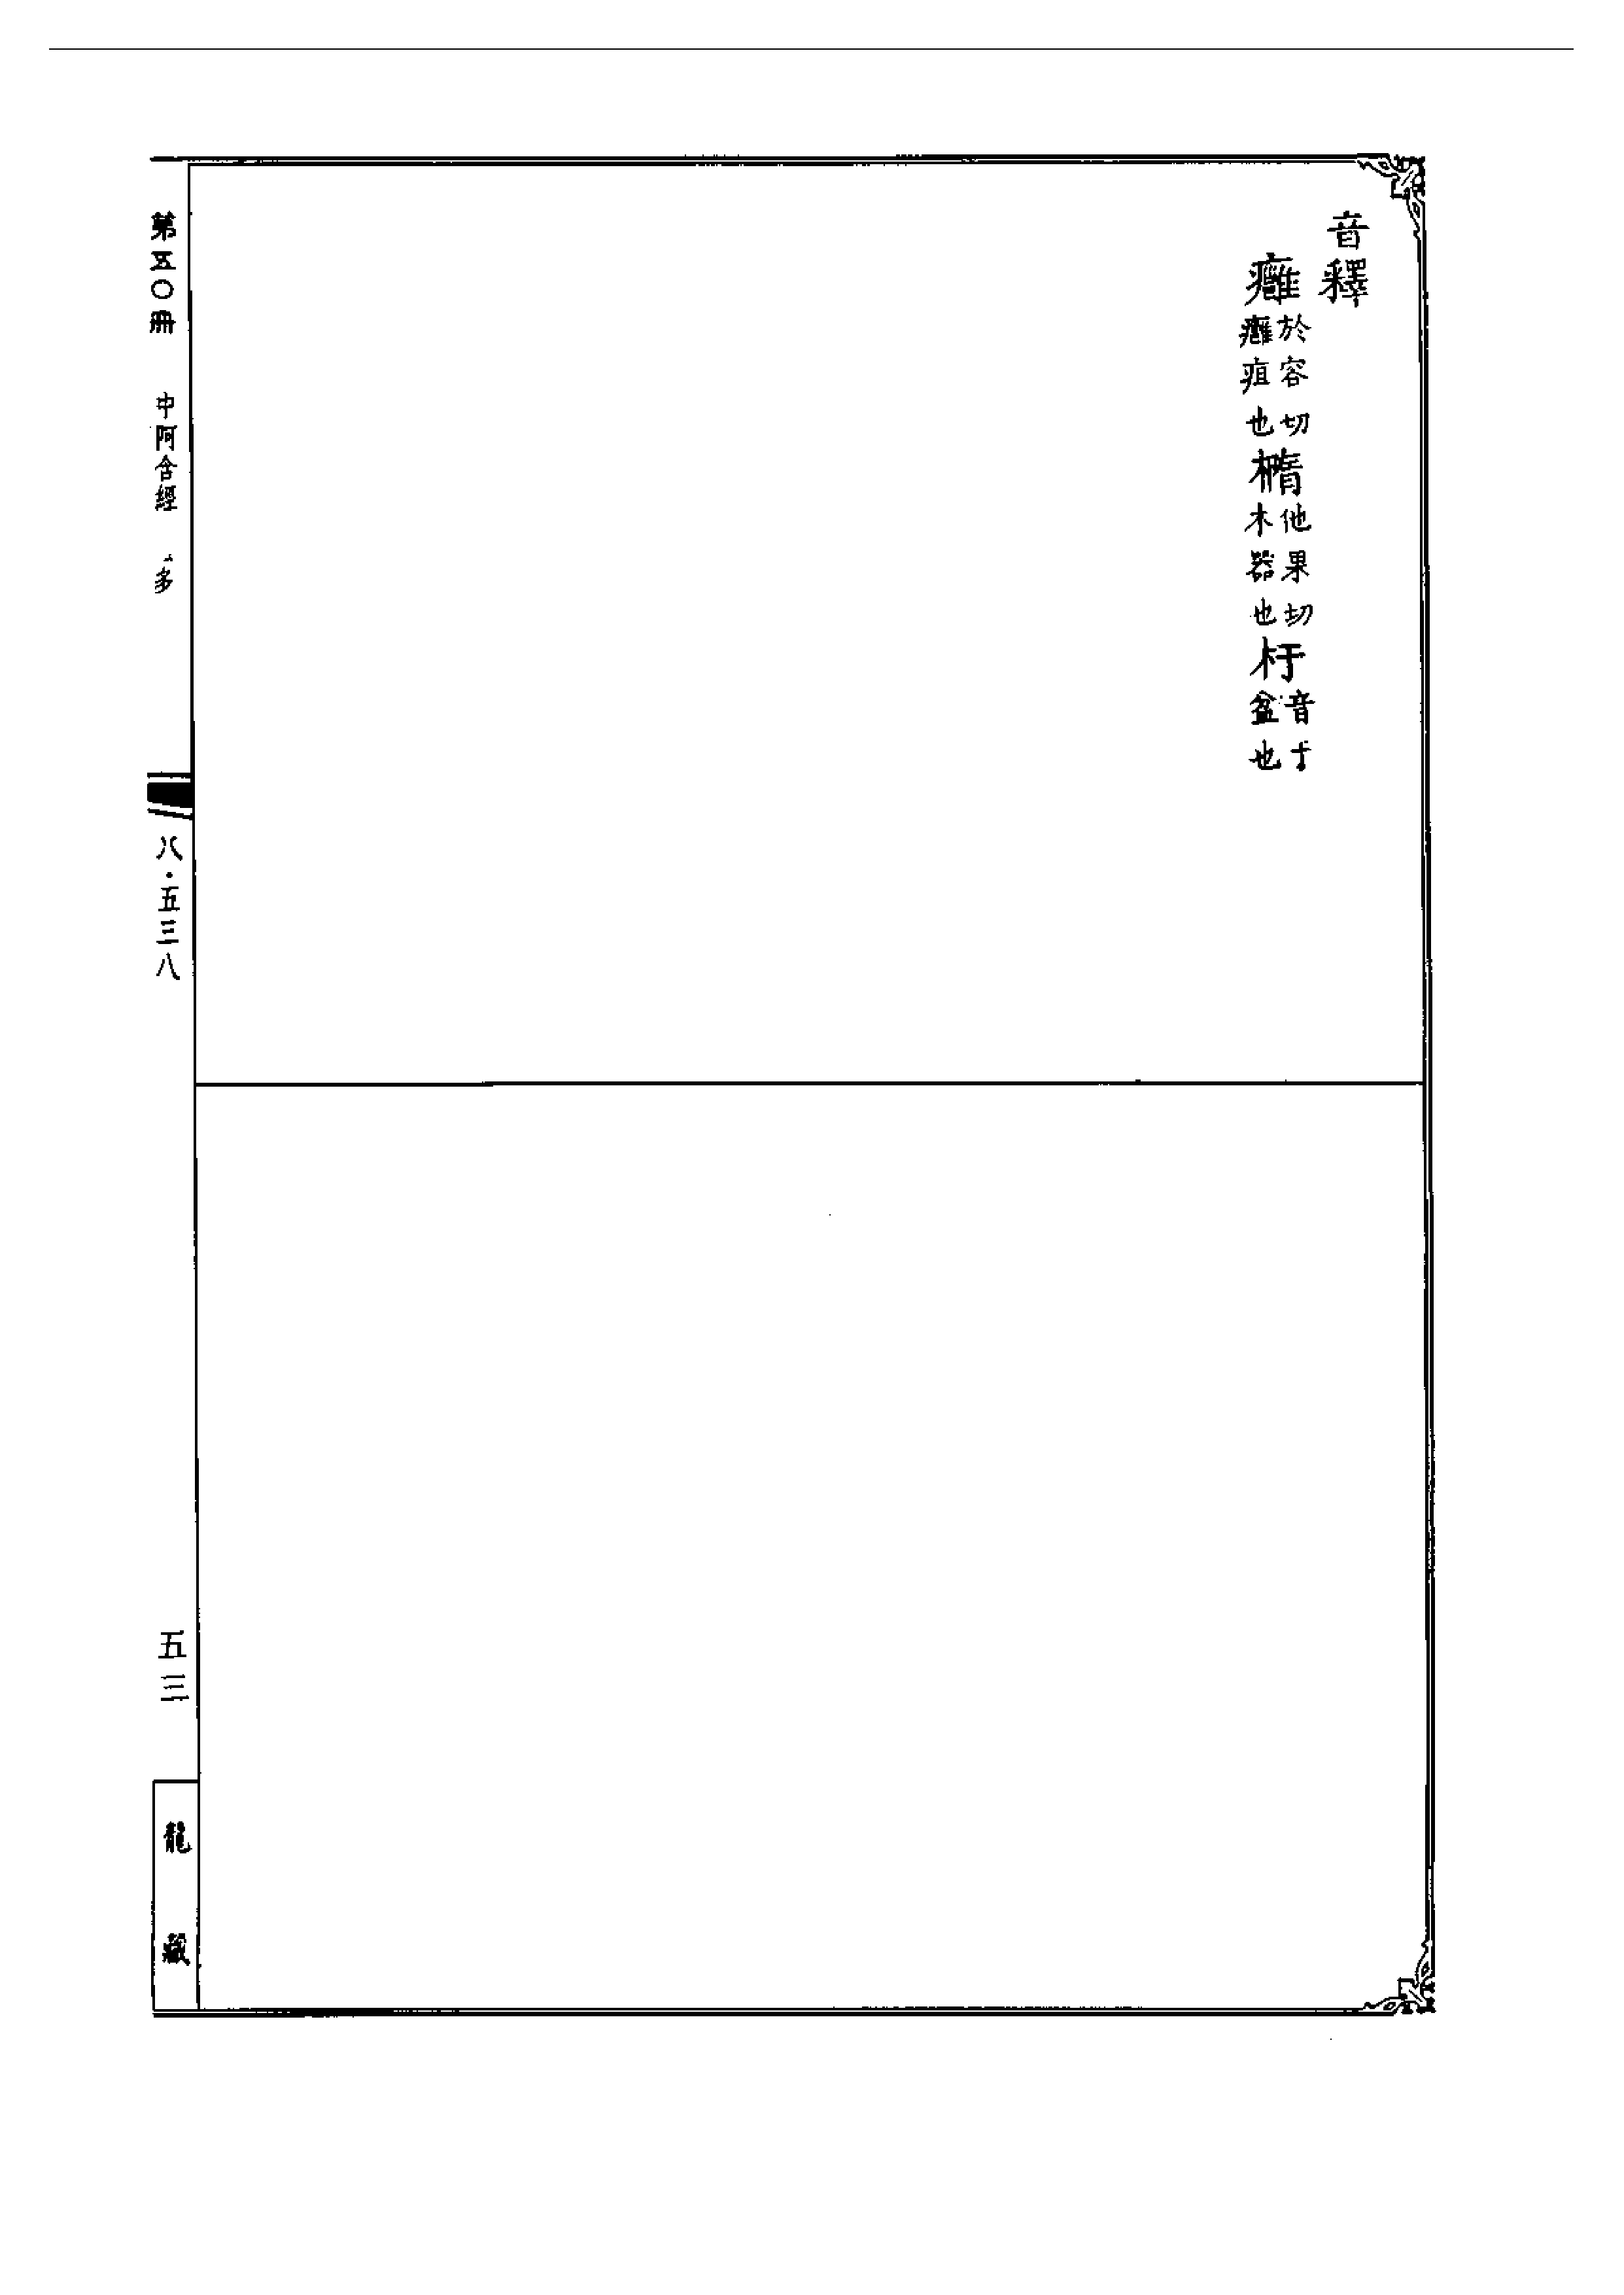 音釋
癰於容切癰疽也橢他果切木器也杅音于盆也
第五〇冊 中阿含經
八·五三八
五三
龍藏